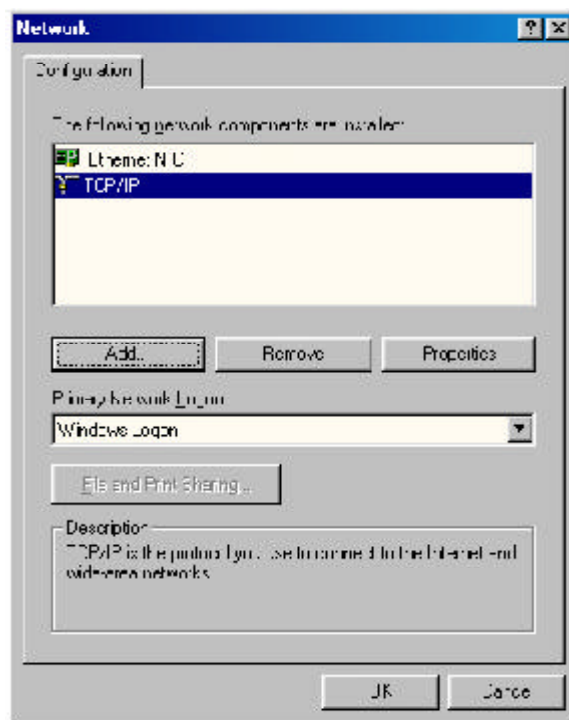 Network
Configuration
The following network components are installed:
Ethernet NIC
TCP/IP
Add...
Remove
Properties
Primary Network Logon
Windows Logon
File and Print Sharing...
Description
TCP/IP is the protocol you use to connect to the Internet and
wide-area networks
OK
Cancel